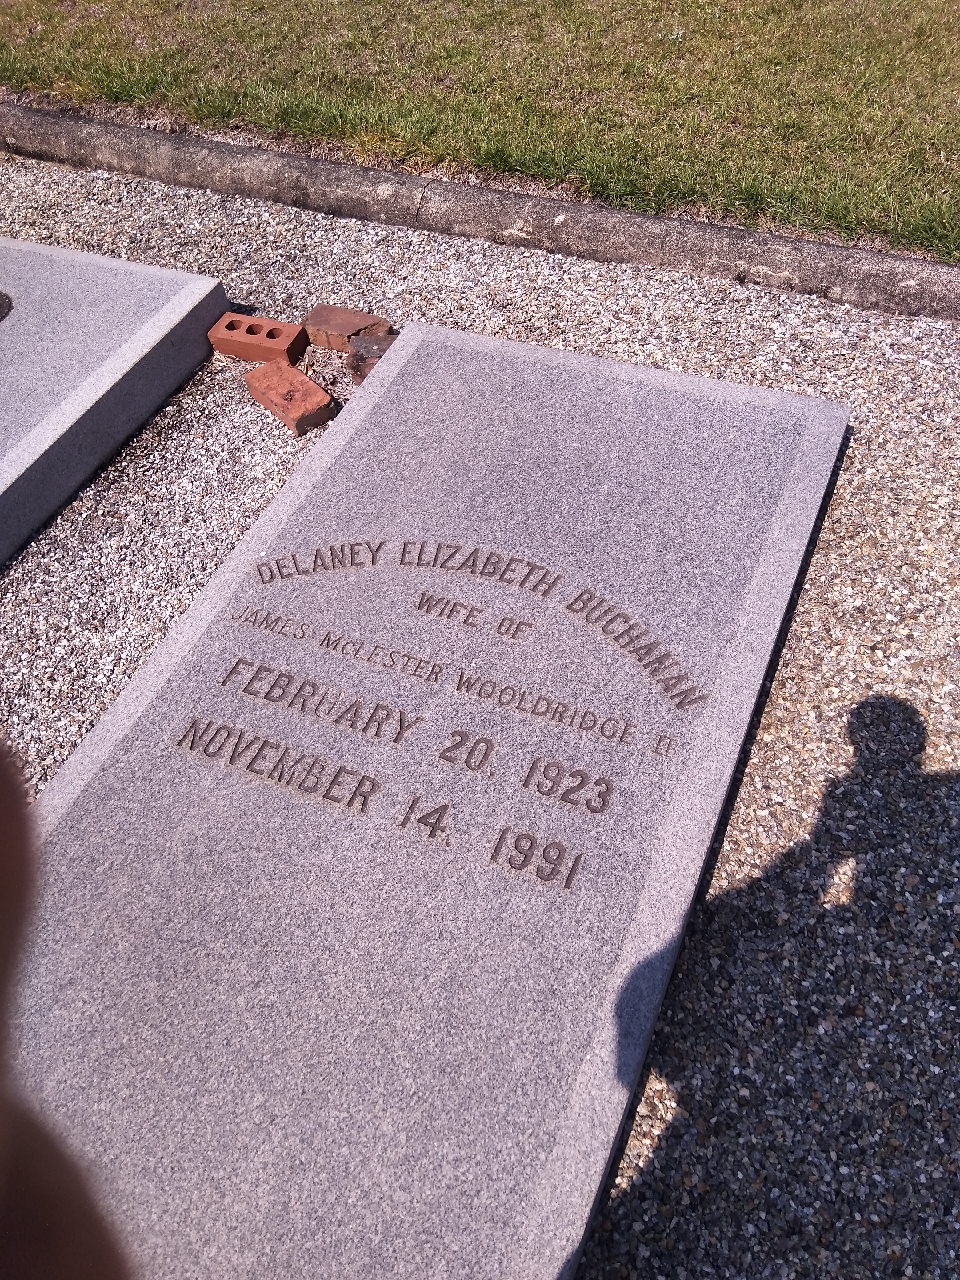 DELANEY ELIZABETH BUCHANAN
WIFE OF
JAMES MCLESTER WOOLDRIDGE II
FEBRUARY 20, 1923
NOVEMBER 14, 1991